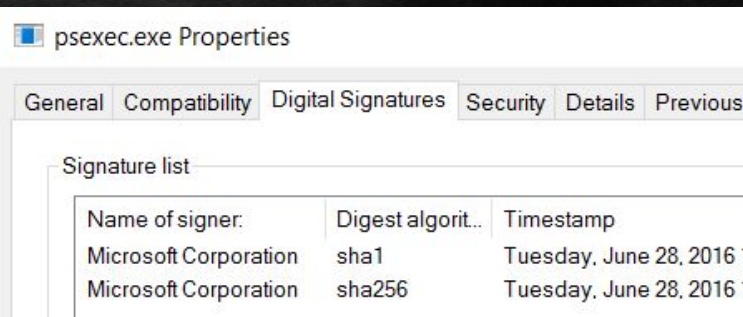 psexec.exe Properties
General Compatibility Digital Signatures Security Details Previous
Signature list
Name of signer: Digest algorit... Timestamp
Microsoft Corporation sha1 Tuesday, June 28, 2016
Microsoft Corporation sha256 Tuesday, June 28, 2016